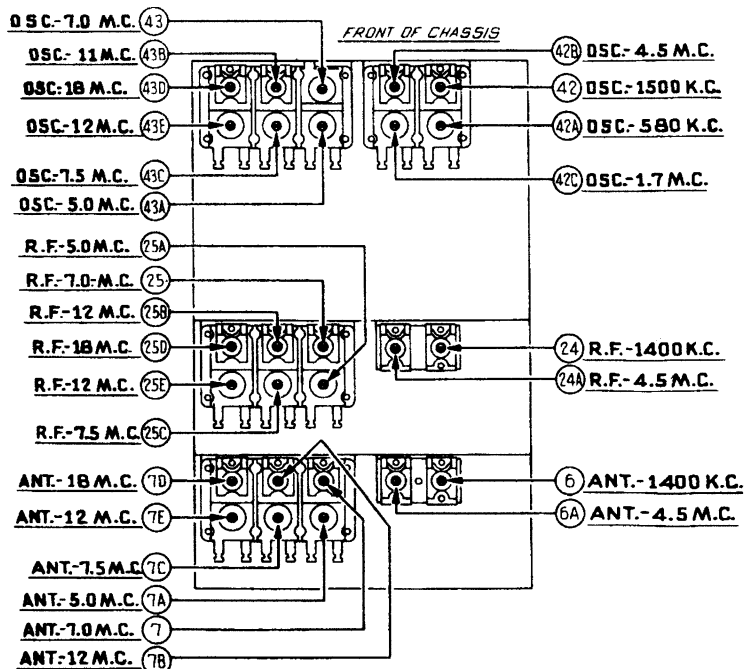 FRONT OF CHASSIS
OSC.-7.0 M.C. 43
OSC.-11 M.C. 43B
OSC.-18 M.C. 43D
OSC.-12 M.C. 43E
OSC.-7.5 M.C. 43C
OSC.-5.0 M.C. 43A
42B OSC.-4.5 M.C.
42 OSC.-1500 K.C.
42A OSC.-580 K.C.
42C OSC.-1.7 M.C.
R.F.-5.0 M.C. 25A
R.F.-7.0-M.C. 25
R.F.-12 M.C. 25B
R.F.-18 M.C. 25D
R.F.-12 M.C. 25E
R.F.-7.5 M.C. 25C
24 R.F.-1400 K.C.
24A R.F.-4.5 M.C.
ANT.-18 M.C. 7D
ANT.-12 M.C. 7E
ANT.-7.5 M.C. 7C
ANT.-5.0 M.C. 7A
ANT.-7.0 M.C. 7
ANT.-12 M.C. 7B
6 ANT.-1400 K.C.
6A ANT.-4.5 M.C.